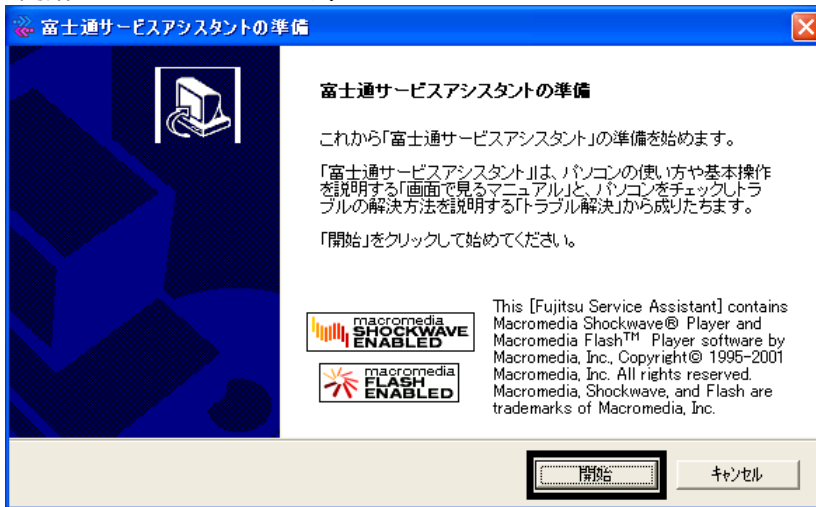 富士通サービスアシスタントの準備
富士通サービスアシスタントの準備
これから「富士通サービスアシスタント」の準備を始めます。
「富士通サービスアシスタント」は、パソコンの使い方や基本操作
を説明する「画面で見るマニュアル」と、パソコンをチェックしトラ
ブルの解決方法を説明する「トラブル解決」から成りたちます。
「開始」をクリックして始めてください。
macromedia
SHOCKWAVE
ENABLED
macromedia
FLASH
ENABLED
This [Fujitsu Service Assistant] contains
Macromedia Shockwave® Player and
Macromedia Flash™ Player software by
Macromedia, Inc., Copyright© 1995-2001
Macromedia, Inc. All rights reserved.
Macromedia, Shockwave, and Flash are
trademarks of Macromedia, Inc.
開始
キャンセル